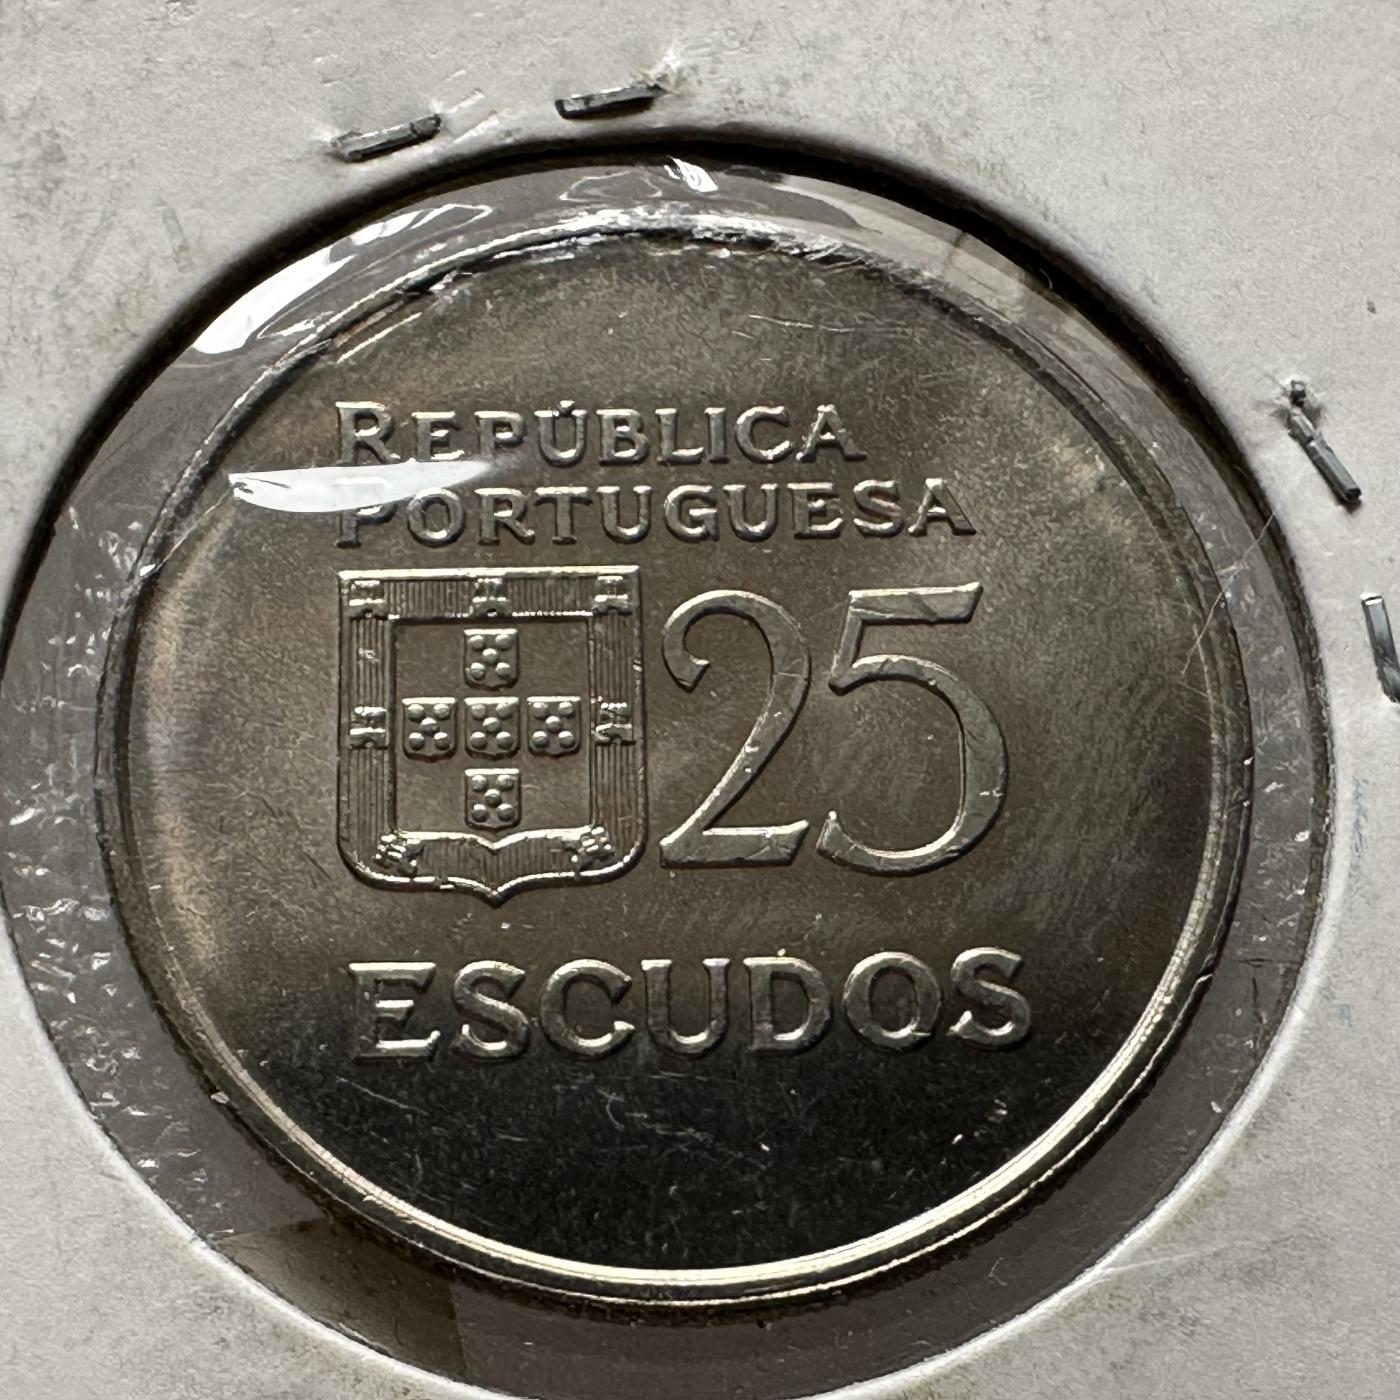 REPÚBLICA
PORTUGUESA
25
ESCUDOS